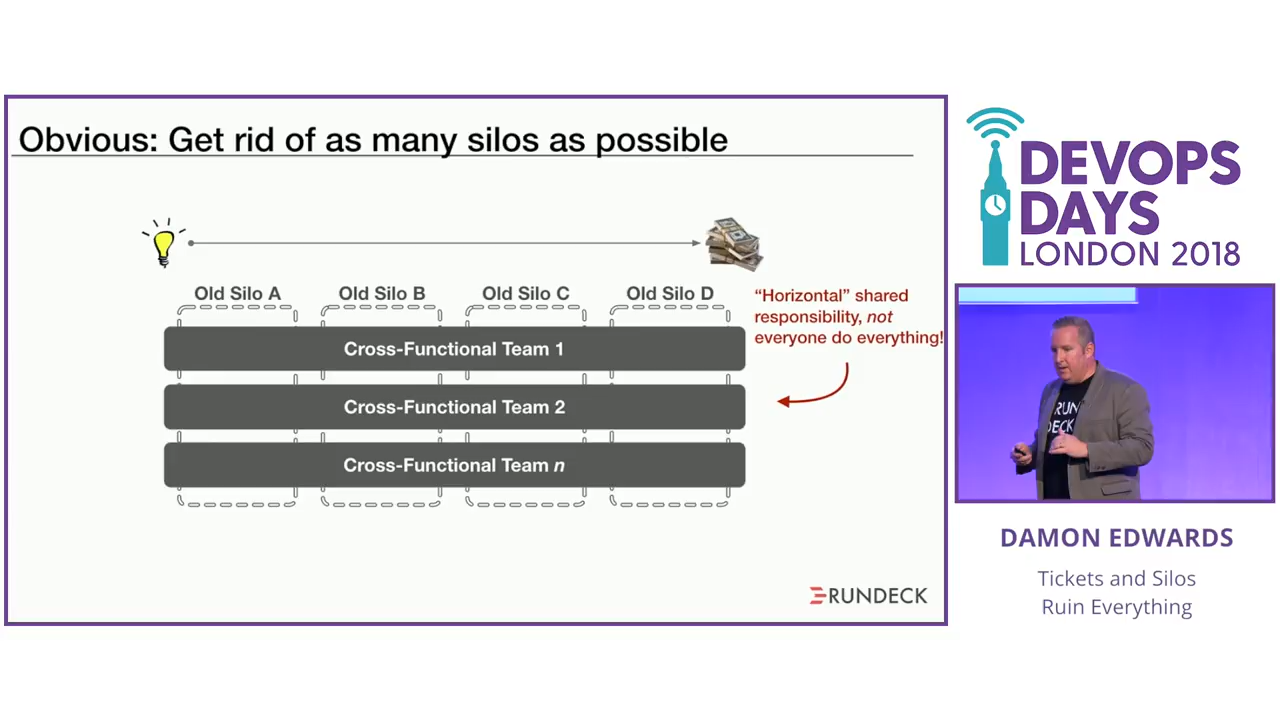 Obvious: Get rid of as many silos as possible
Old Silo A
Old Silo B
Old Silo C
Old Silo D
“Horizontal” shared
responsibility, not
everyone do everything!
Cross-Functional Team 1
Cross-Functional Team 2
Cross-Functional Team n
RUNDECK
DEVOPS
DAYS
LONDON 2018
RUN
DECK
DAMON EDWARDS
Tickets and Silos
Ruin Everything